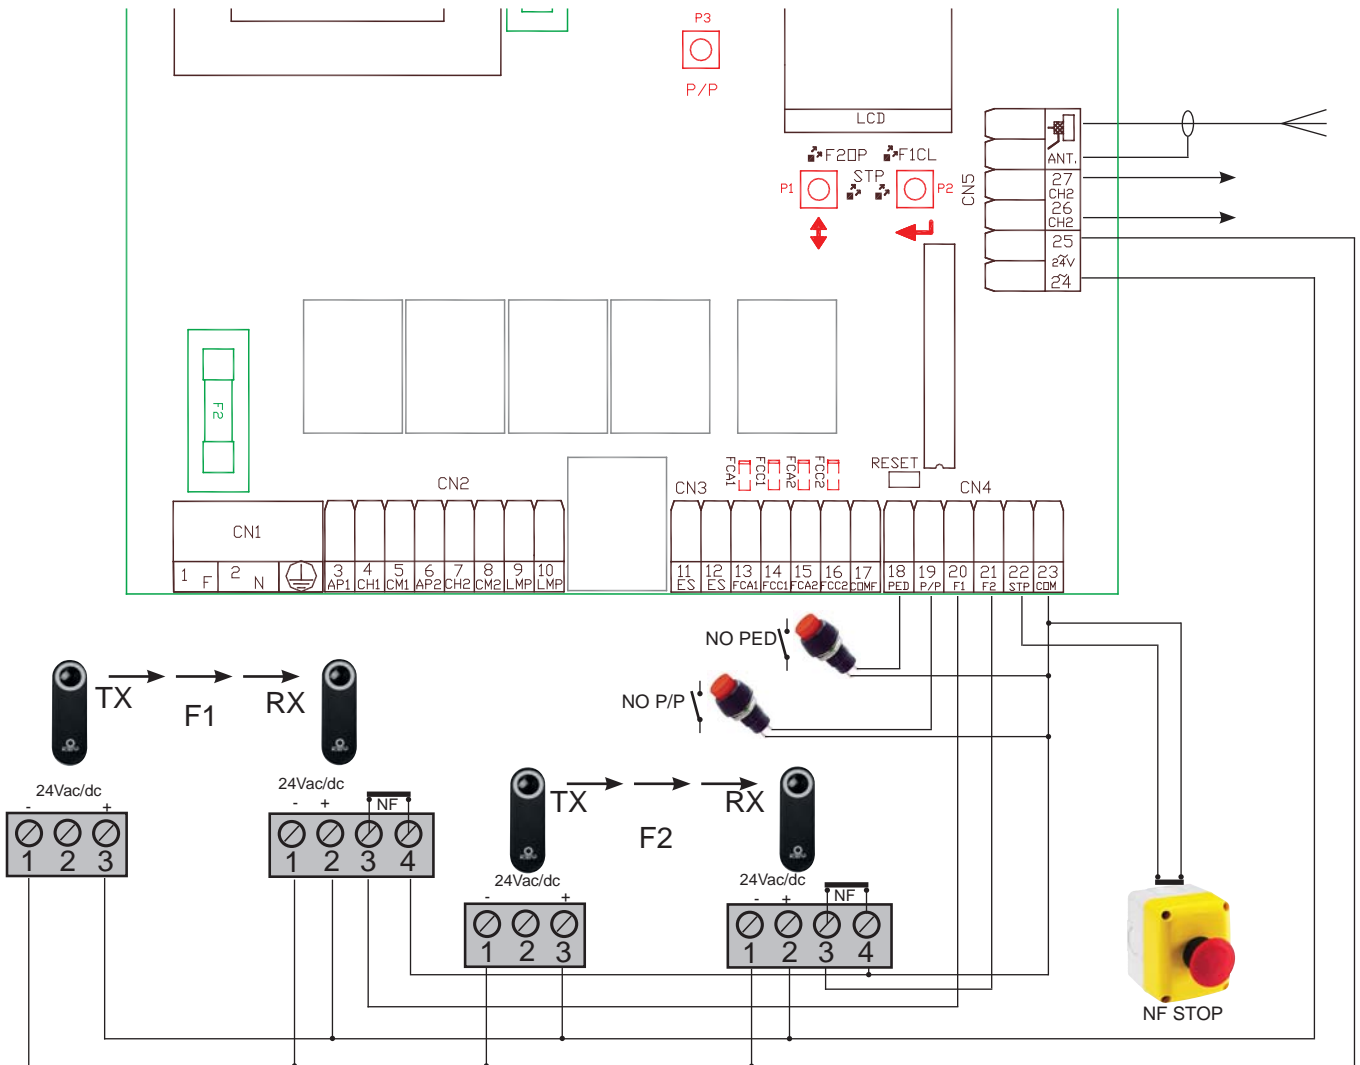 P3
P/P
LCD
F2OP F1CL
STP
P1 P2
CN5
ANT.
27
CH2
26
CH2
25
24V
~
24
F2
FCA1 FCC1 FCA2 FCC2
RESET
CN2
CN3
CN4
CN1
1 F 2 N
3 4 5 6 7 8 9 10
AP1 CH1 CM1 AP2 CH2 CM2 LMP LMP
11 12 13 14 15 16 17
ES ES FCA1 FCC1 FCA2 FCC2 COMF
18 19 20 21 22 23
PED P/P F1 F2 STP COM
NO PED
NO P/P
TX F1 RX
24Vac/dc
- +
1 2 3
24Vac/dc
- + NF
1 2 3 4
TX F2 RX
24Vac/dc
- +
1 2 3
24Vac/dc
- + NF
1 2 3 4
NF STOP